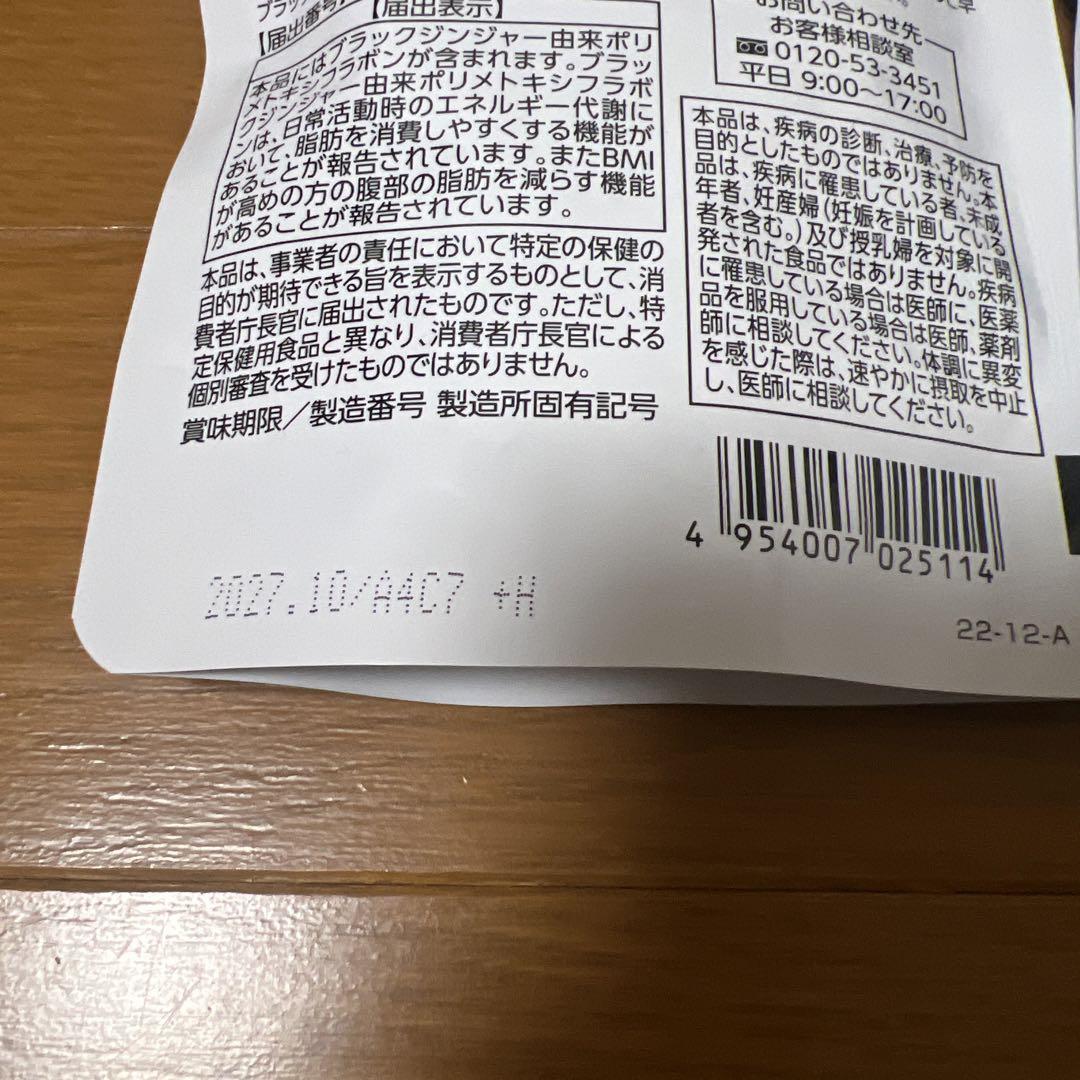 【届出表示】
【届出番号】
本品にはブラックジンジャー由来ポリ
メトキシフラボンが含まれます。ブラッ
クジンジャー由来ポリメトキシフラボ
ンは、日常活動時のエネルギー代謝に
おいて、脂肪を消費しやすくする機能が
あることが報告されています。またBMI
が高めの方の腹部の脂肪を減らす機能
があることが報告されています。
本品は、事業者の責任において特定の保健の
目的が期待できる旨を表示するものとして、消
費者庁長官に届出されたものです。ただし、特
定保健用食品と異なり、消費者庁長官による
個別審査を受けたものではありません。
賞味期限/製造番号 製造所固有記号
2027.10/A4C7 +H
お問い合わせ先
お客様相談室
0120-53-3451
平日 9:00〜17:00
本品は、疾病の診断、治療、予防を
目的としたものではありません。本
品は、疾病に罹患している者、未成
年者、妊産婦(妊娠を計画している
者を含む。)及び授乳婦を対象に開
発された食品ではありません。疾病
に罹患している場合は医師に、医薬
品を服用している場合は医師、薬剤
師に相談してください。体調に異変
を感じた際は、速やかに摂取を中止
し、医師に相談してください。
4 954007 025114
22-12-A